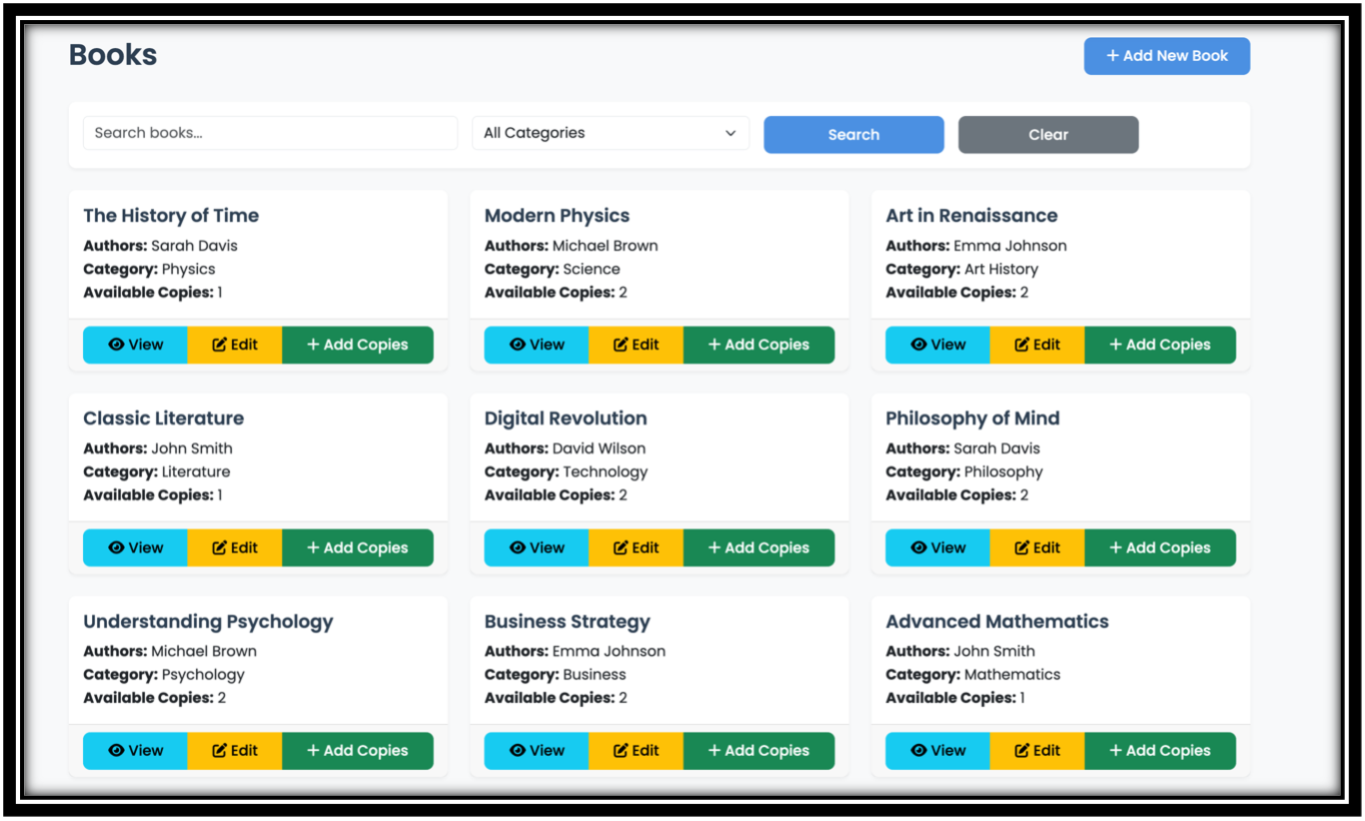 Books
+ Add New Book
Search books...
All Categories
Search
Clear
The History of Time
Authors: Sarah Davis
Category: Physics
Available Copies: 1
View
Edit
+ Add Copies
Modern Physics
Authors: Michael Brown
Category: Science
Available Copies: 2
View
Edit
+ Add Copies
Art in Renaissance
Authors: Emma Johnson
Category: Art History
Available Copies: 2
View
Edit
+ Add Copies
Classic Literature
Authors: John Smith
Category: Literature
Available Copies: 1
View
Edit
+ Add Copies
Digital Revolution
Authors: David Wilson
Category: Technology
Available Copies: 2
View
Edit
+ Add Copies
Philosophy of Mind
Authors: Sarah Davis
Category: Philosophy
Available Copies: 2
View
Edit
+ Add Copies
Understanding Psychology
Authors: Michael Brown
Category: Psychology
Available Copies: 2
View
Edit
+ Add Copies
Business Strategy
Authors: Emma Johnson
Category: Business
Available Copies: 2
View
Edit
+ Add Copies
Advanced Mathematics
Authors: John Smith
Category: Mathematics
Available Copies: 1
View
Edit
+ Add Copies